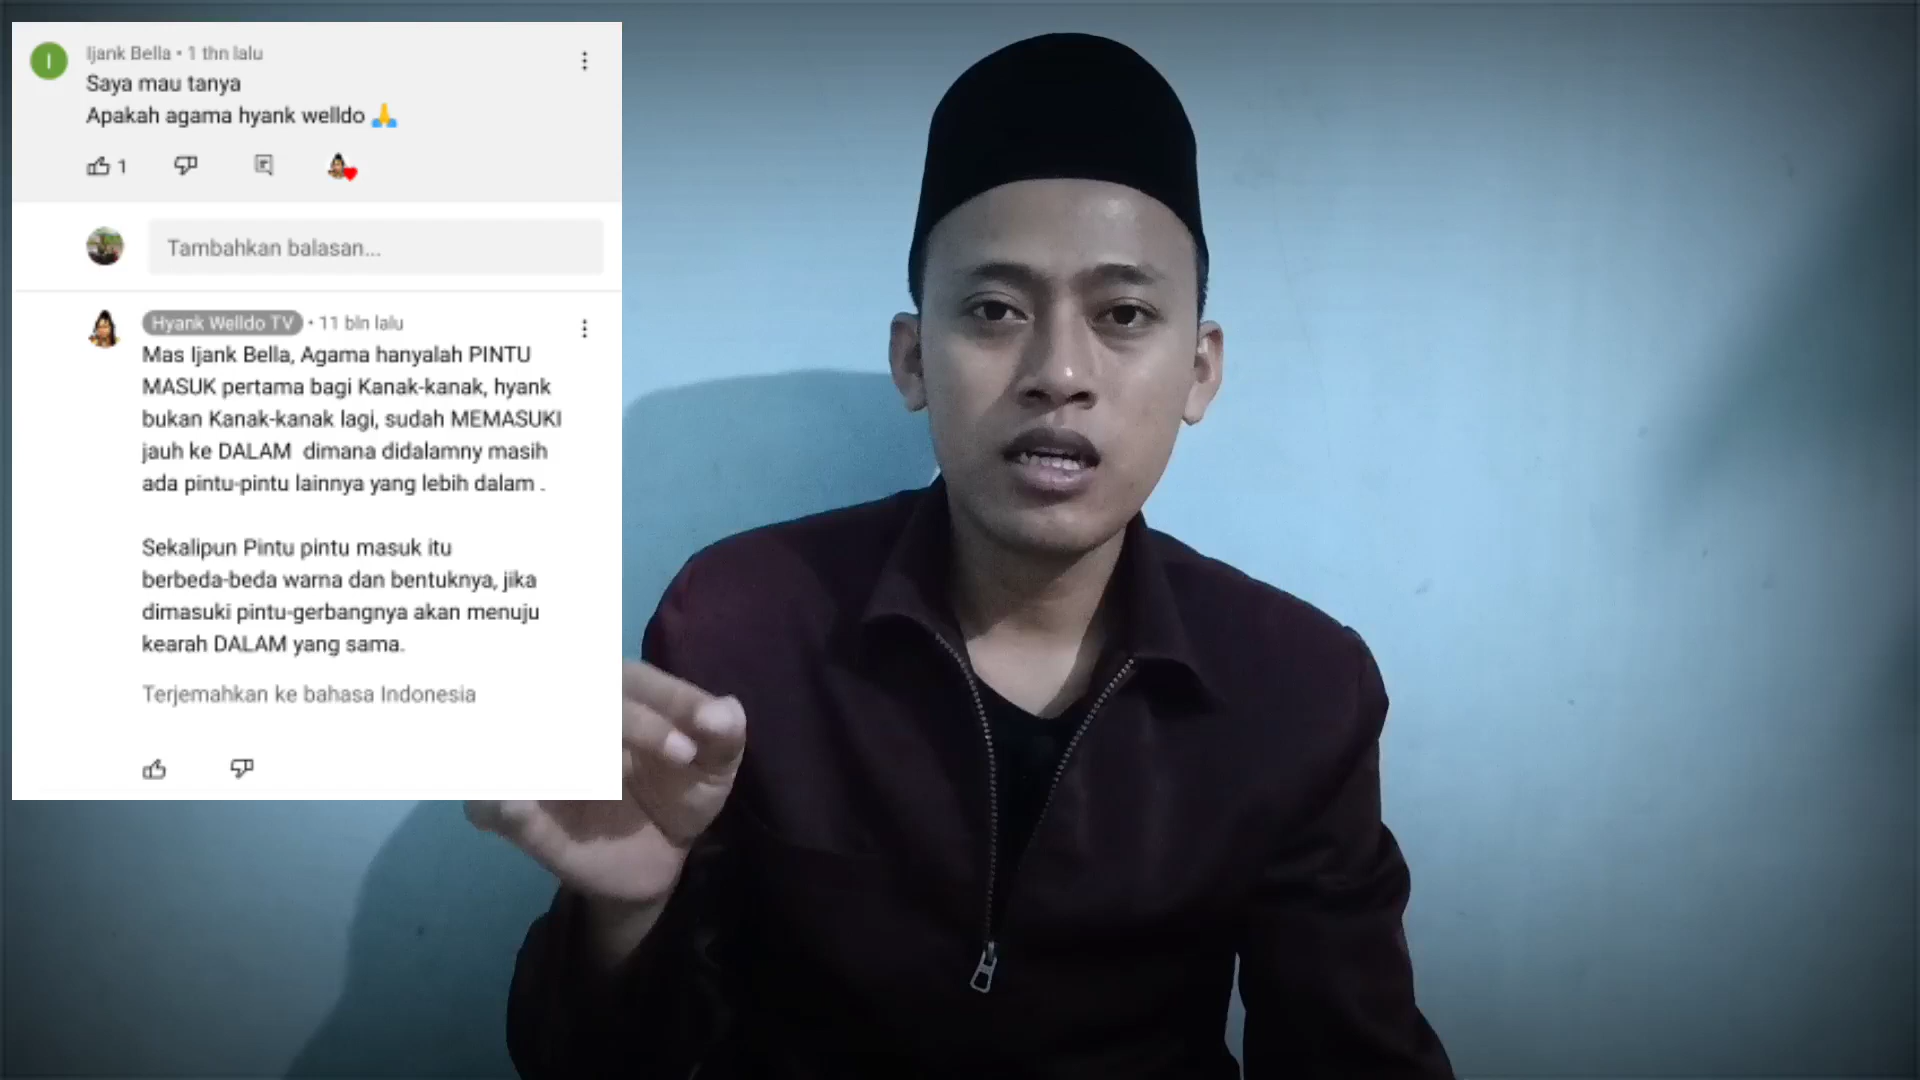 Ijank Bella • 1 thn lalu
Saya mau tanya
Apakah agama hyank welldo 🙏
1
Tambahkan balasan...
Hyank Welldo TV • 11 bln lalu
Mas Ijank Bella, Agama hanyalah PINTU
MASUK pertama bagi Kanak-kanak, hyank
bukan Kanak-kanak lagi, sudah MEMASUKI
jauh ke DALAM dimana didalamny masih
ada pintu-pintu lainnya yang lebih dalam .
Sekalipun Pintu pintu masuk itu
berbeda-beda warna dan bentuknya, jika
dimasuki pintu-gerbangnya akan menuju
kearah DALAM yang sama.
Terjemahkan ke bahasa Indonesia